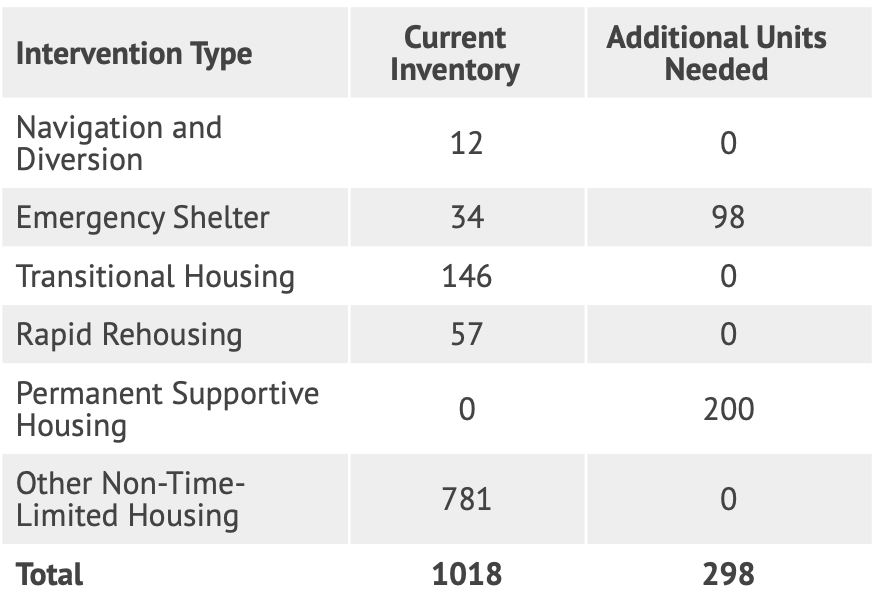 Intervention Type Current Inventory Additional Units Needed
Navigation and Diversion 12 0
Emergency Shelter 34 98
Transitional Housing 146 0
Rapid Rehousing 57 0
Permanent Supportive Housing 0 200
Other Non-Time-Limited Housing 781 0
Total 1018 298